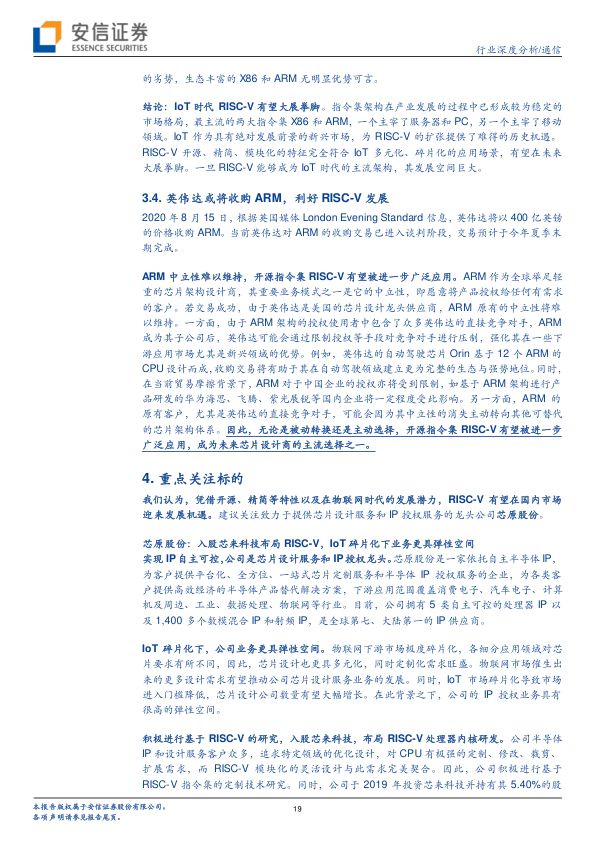 安信证券
ESSENCE SECURITIES
行业深度分析/通信
的劣势，生态丰富的 X86 和 ARM 无明显优势可言。
结论：IoT 时代 RISC-V 有望大展拳脚。指令集架构在产业发展的过程中已形成较为稳定的
市场格局，最主流的两大指令集 X86 和 ARM，一个主宰了服务器和 PC，另一个主宰了移动
领域。IoT 作为具有绝对发展前景的新兴市场，为 RISC-V 的扩张提供了难得的历史机遇。
RISC-V 开源、精简、模块化的特征完全符合 IoT 多元化、碎片化的应用场景，有望在未来
大展拳脚。一旦 RISC-V 能够成为 IoT 时代的主流架构，其发展空间巨大。
3.4. 英伟达或将收购 ARM，利好 RISC-V 发展
2020 年 8 月 15 日，根据英国媒体 London Evening Standard 信息，英伟达将以 400 亿英镑
的价格收购 ARM。当前英伟达对 ARM 的收购交易已进入谈判阶段，交易预计于今年夏季末
期完成。
ARM 中立性难以维持，开源指令集 RISC-V 有望被进一步广泛应用。ARM 作为全球举足轻
重的芯片架构设计商，其重要业务模式之一是它的中立性，即愿意将产品授权给任何有需求
的客户。若交易成功，由于英伟达是美国的芯片设计龙头供应商，ARM 原有的中立性将难
以维持。一方面，由于 ARM 架构的授权使用者中包含了众多英伟达的直接竞争对手，ARM
成为其子公司后，英伟达可能会通过限制授权等手段对竞争对手进行压制，强化其在一些下
游应用市场尤其是新兴领域的优势。例如，英伟达的自动驾驶芯片 Orin 基于 12 个 ARM 的
CPU 设计而成，收购交易将有助于其在自动驾驶领域建立更为完整的生态与强势地位。同时，
在当前贸易摩擦背景下，ARM 对于中国企业的授权亦将受到限制，如基于 ARM 架构进行产
品研发的华为海思、飞腾、紫光展锐等国内企业将一定程度受此影响。另一方面，ARM 的
原有客户，尤其是英伟达的直接竞争对手，可能会因为其中立性的消失主动转向其他可替代
的芯片架构体系。因此，无论是被动转换还是主动选择，开源指令集 RISC-V 有望被进一步
广泛应用，成为未来芯片设计商的主流选择之一。
4. 重点关注标的
我们认为，凭借开源、精简等特性以及在物联网时代的发展潜力，RISC-V 有望在国内市场
迎来发展机遇。建议关注致力于提供芯片设计服务和 IP 授权服务的龙头公司芯原股份。
芯原股份：入股芯来科技布局 RISC-V，IoT 碎片化下业务更具弹性空间
实现 IP 自主可控，公司是芯片设计服务和 IP 授权龙头。芯原股份是一家依托自主半导体 IP，
为客户提供平台化、全方位、一站式芯片定制服务和半导体 IP 授权服务的企业，为各类客
户提供高效经济的半导体产品替代解决方案，下游应用范围覆盖消费电子、汽车电子、计算
机及周边、工业、数据处理、物联网等行业。目前，公司拥有 5 类自主可控的处理器 IP 以
及 1,400 多个数模混合 IP 和射频 IP，是全球第七、大陆第一的 IP 供应商。
IoT 碎片化下，公司业务更具弹性空间。物联网下游市场极度碎片化，各细分应用领域对芯
片要求有所不同，因此，芯片设计也更具多元化，同时定制化需求旺盛。物联网市场催生出
来的更多设计需求有望推动公司芯片设计服务业务的发展。同时，IoT 市场碎片化导致市场
进入门槛降低，芯片设计公司数量有望大幅增长。在此背景之下，公司的 IP 授权业务具有
很高的弹性空间。
积极进行基于 RISC-V 的研究，入股芯来科技，布局 RISC-V 处理器内核研发。公司半导体
IP 和设计服务客户众多，追求特定领域的优化设计，对 CPU 有极强的定制、修改、裁剪、
扩展需求，而 RISC-V 模块化的灵活设计与此需求完美契合。因此，公司积极进行基于
RISC-V 指令集的定制技术研究。同时，公司于 2019 年投资芯来科技并持有其 5.40%的股
本报告版权属于安信证券股份有限公司。
19
各项声明请参见报告尾页。